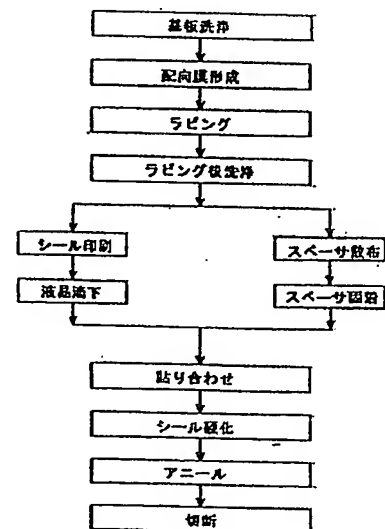 基板洗浄
配向膜形成
ラビング
ラビング後洗浄
シール印刷
スペーサ散布
液晶滴下
スペーサ固着
貼り合わせ
シール硬化
アニール
切断